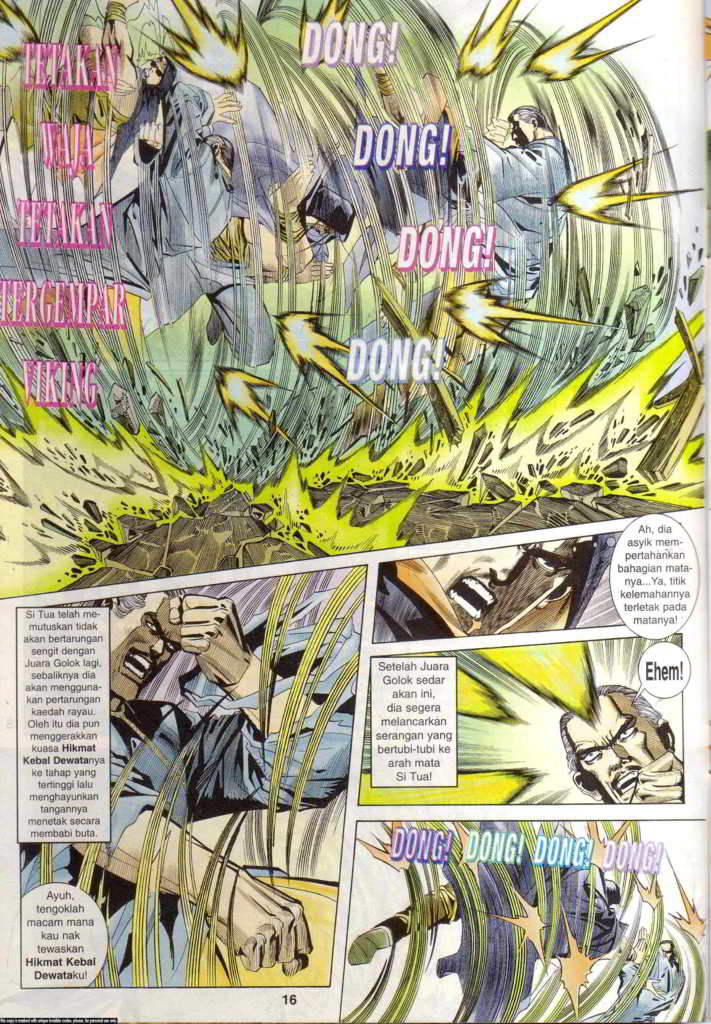 TETAKAN
WAJA
TETAKAN
TERGEMPAR
VIKING
DONG!
DONG!
DONG!
DONG!
Ah, dia
asyik mem-
pertahankan
bahagian mata-
nya...Ya, titik
kelemahannya
terletak pada
matanya!
Si Tua telah me-
mutuskan tidak
akan bertarungan
sengit dengan
Juara Golok lagi,
sebaliknya dia
akan mengguna-
kan pertarungan
kaedah rayau.
Oleh itu dia pun
menggerakkan
kuasa Hikmat
Kebal Dewatanya
ke tahap yang
tertinggi lalu
menghayunkan
tangannya
menetak secara
membabi buta.
Setelah Juara
Golok sedar
akan ini,
dia segera
melancarkan
serangan yang
bertubi-tubi ke
arah mata
Si Tua!
Ehem!
Ayuh,
tengoklah
macam mana
kau nak
tewaskan
Hikmat Kebal
Dewataku!
DONG! DONG! DONG! DONG!
16